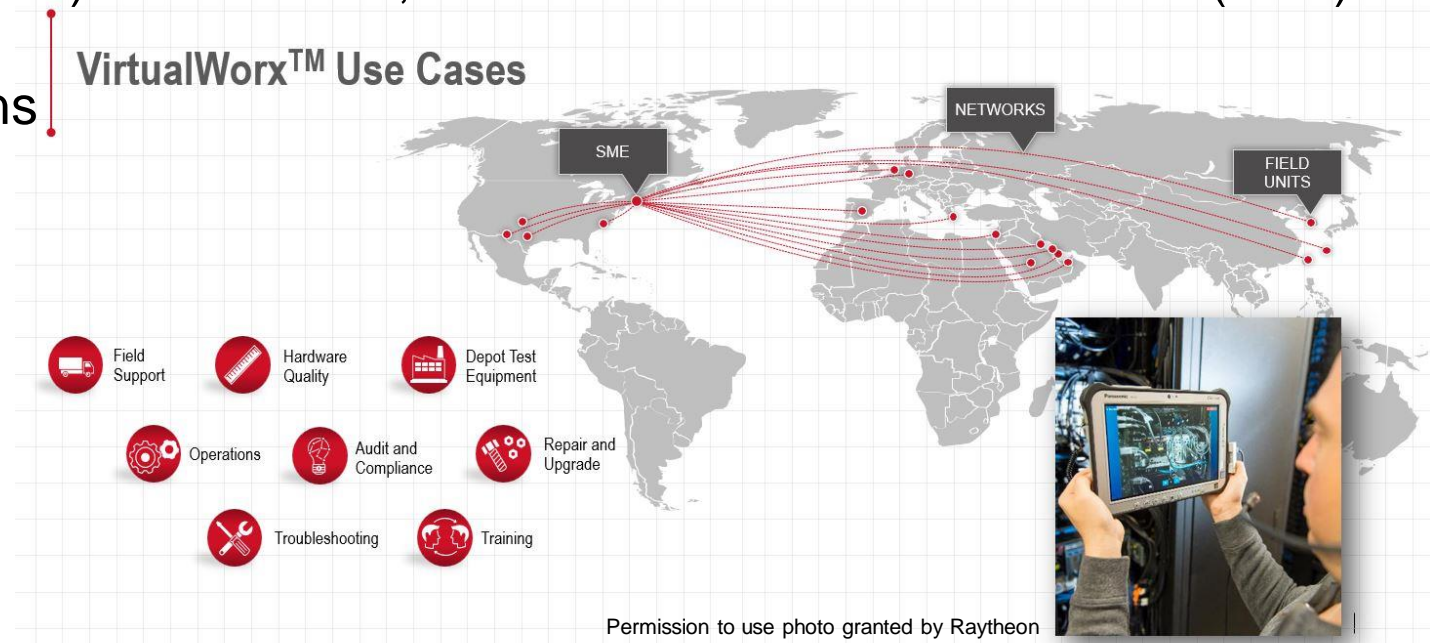 VirtualWorx™ Use Cases
ns
NETWORKS
SME
FIELD
UNITS
Field
Support
Hardware
Quality
Depot Test
Equipment
Operations
Audit and
Compliance
Repair and
Upgrade
Troubleshooting
Training
Panasonic
Permission to use photo granted by Raytheon